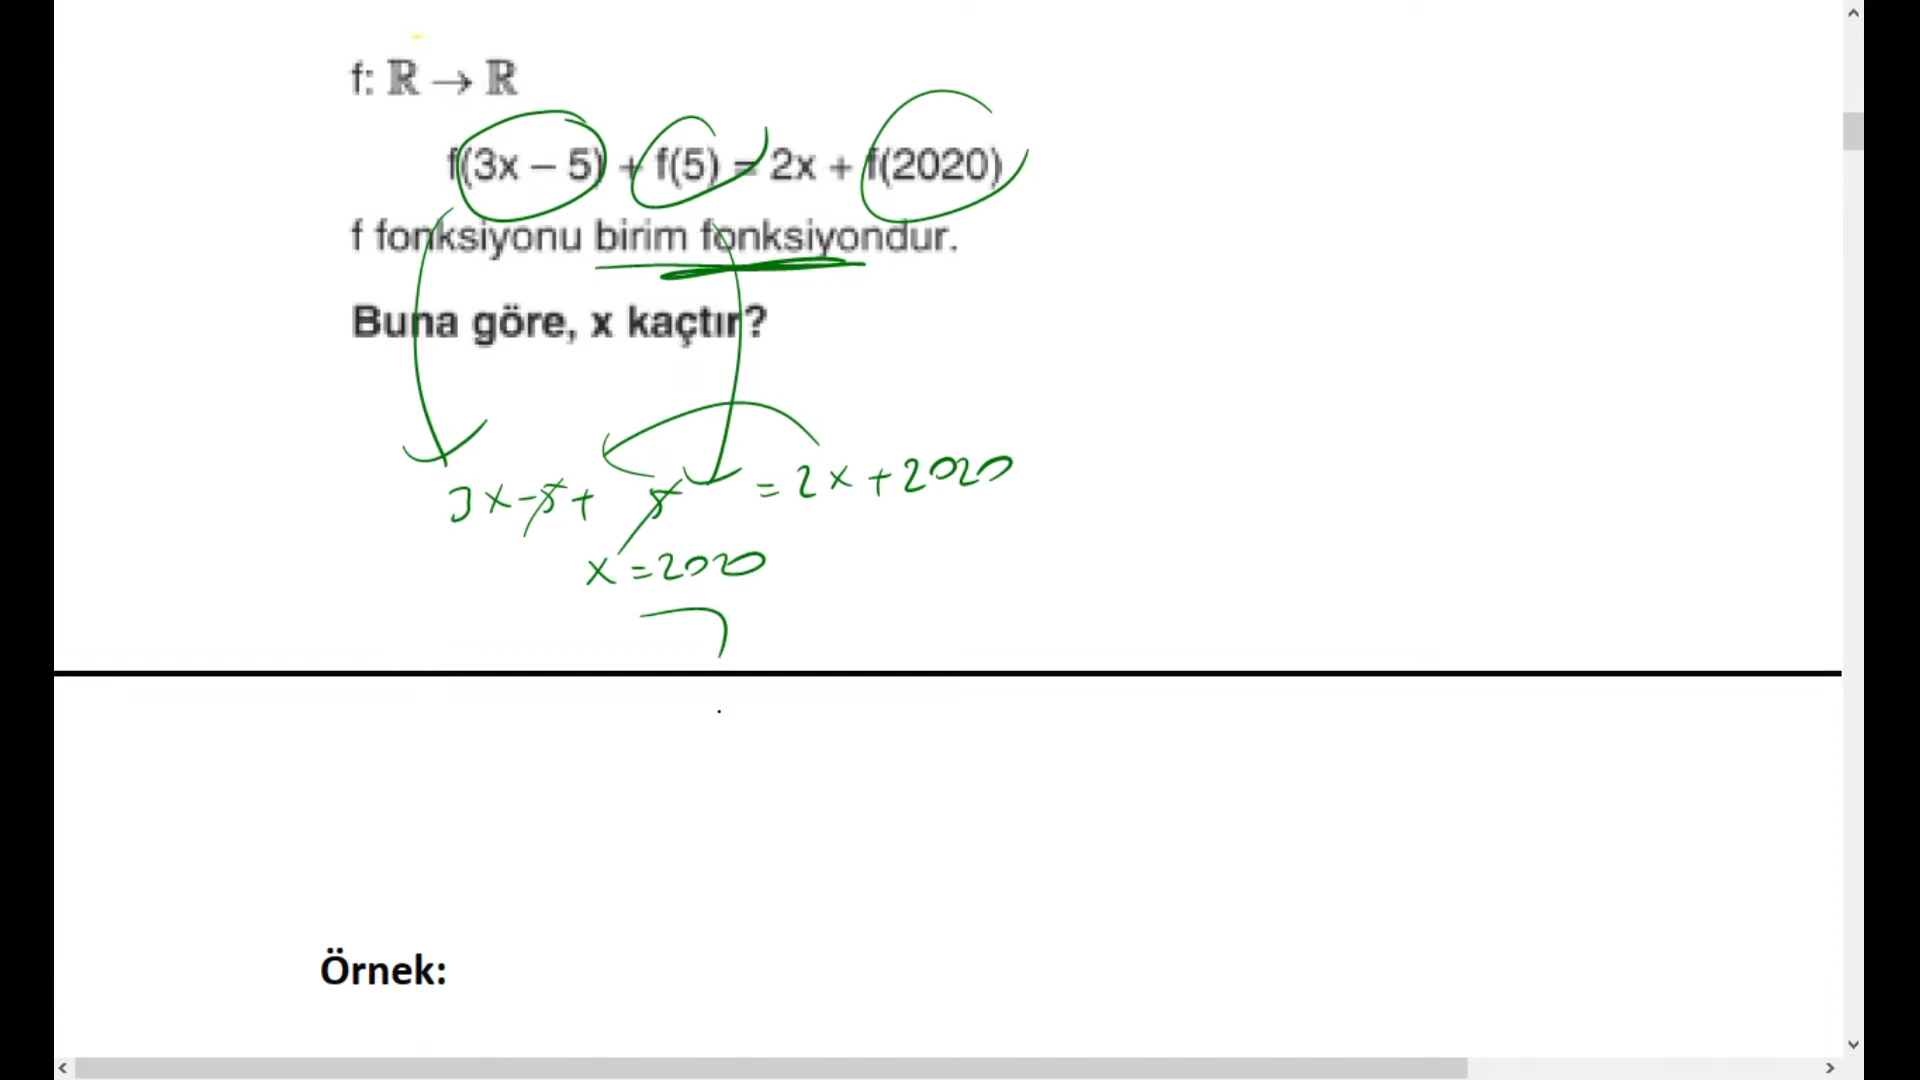 f: ℝ → ℝ
f(3x – 5) + f(5) = 2x + f(2020)
f fonksiyonu birim fonksiyondur.
Buna göre, x kaçtır?
3x-5+ 5 = 2x+2020
x=2020
Örnek: